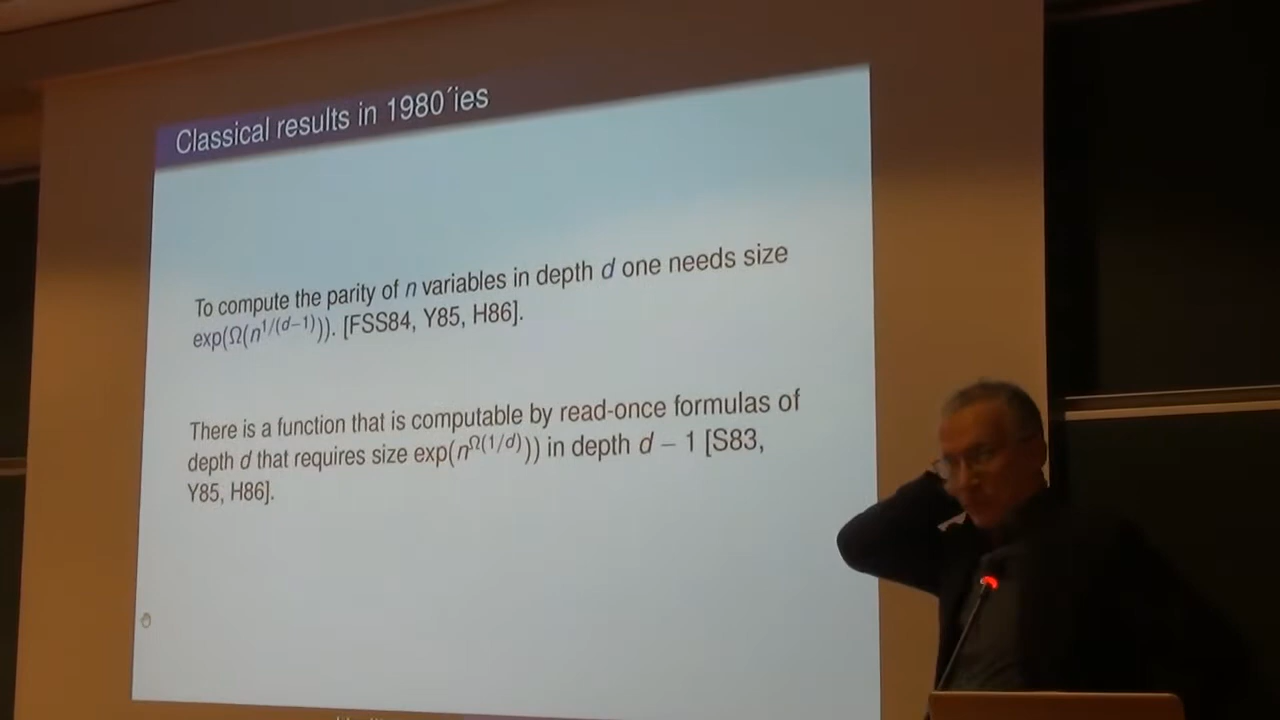 Classical results in 1980´ies
To compute the parity of n variables in depth d one needs size
exp(Ω(n^{1/(d−1)})). [FSS84, Y85, H86].
There is a function that is computable by read-once formulas of
depth d that requires size exp(n^{Ω(1/d)})) in depth d − 1 [S83,
Y85, H86].